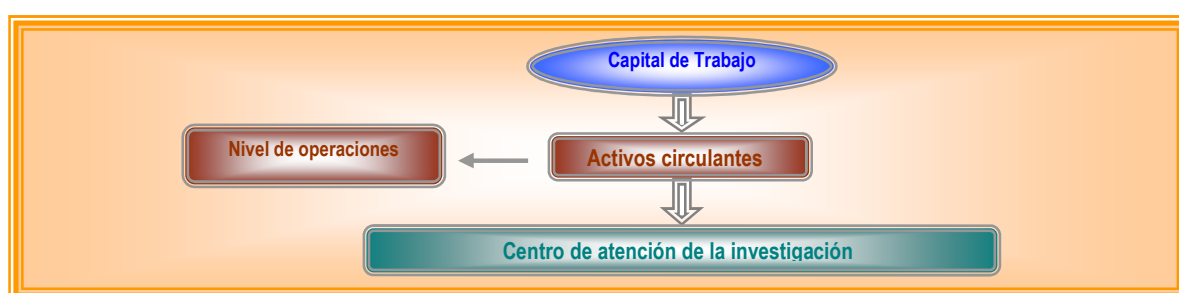 Capital de Trabajo
Nivel de operaciones
Activos circulantes
Centro de atención de la investigación